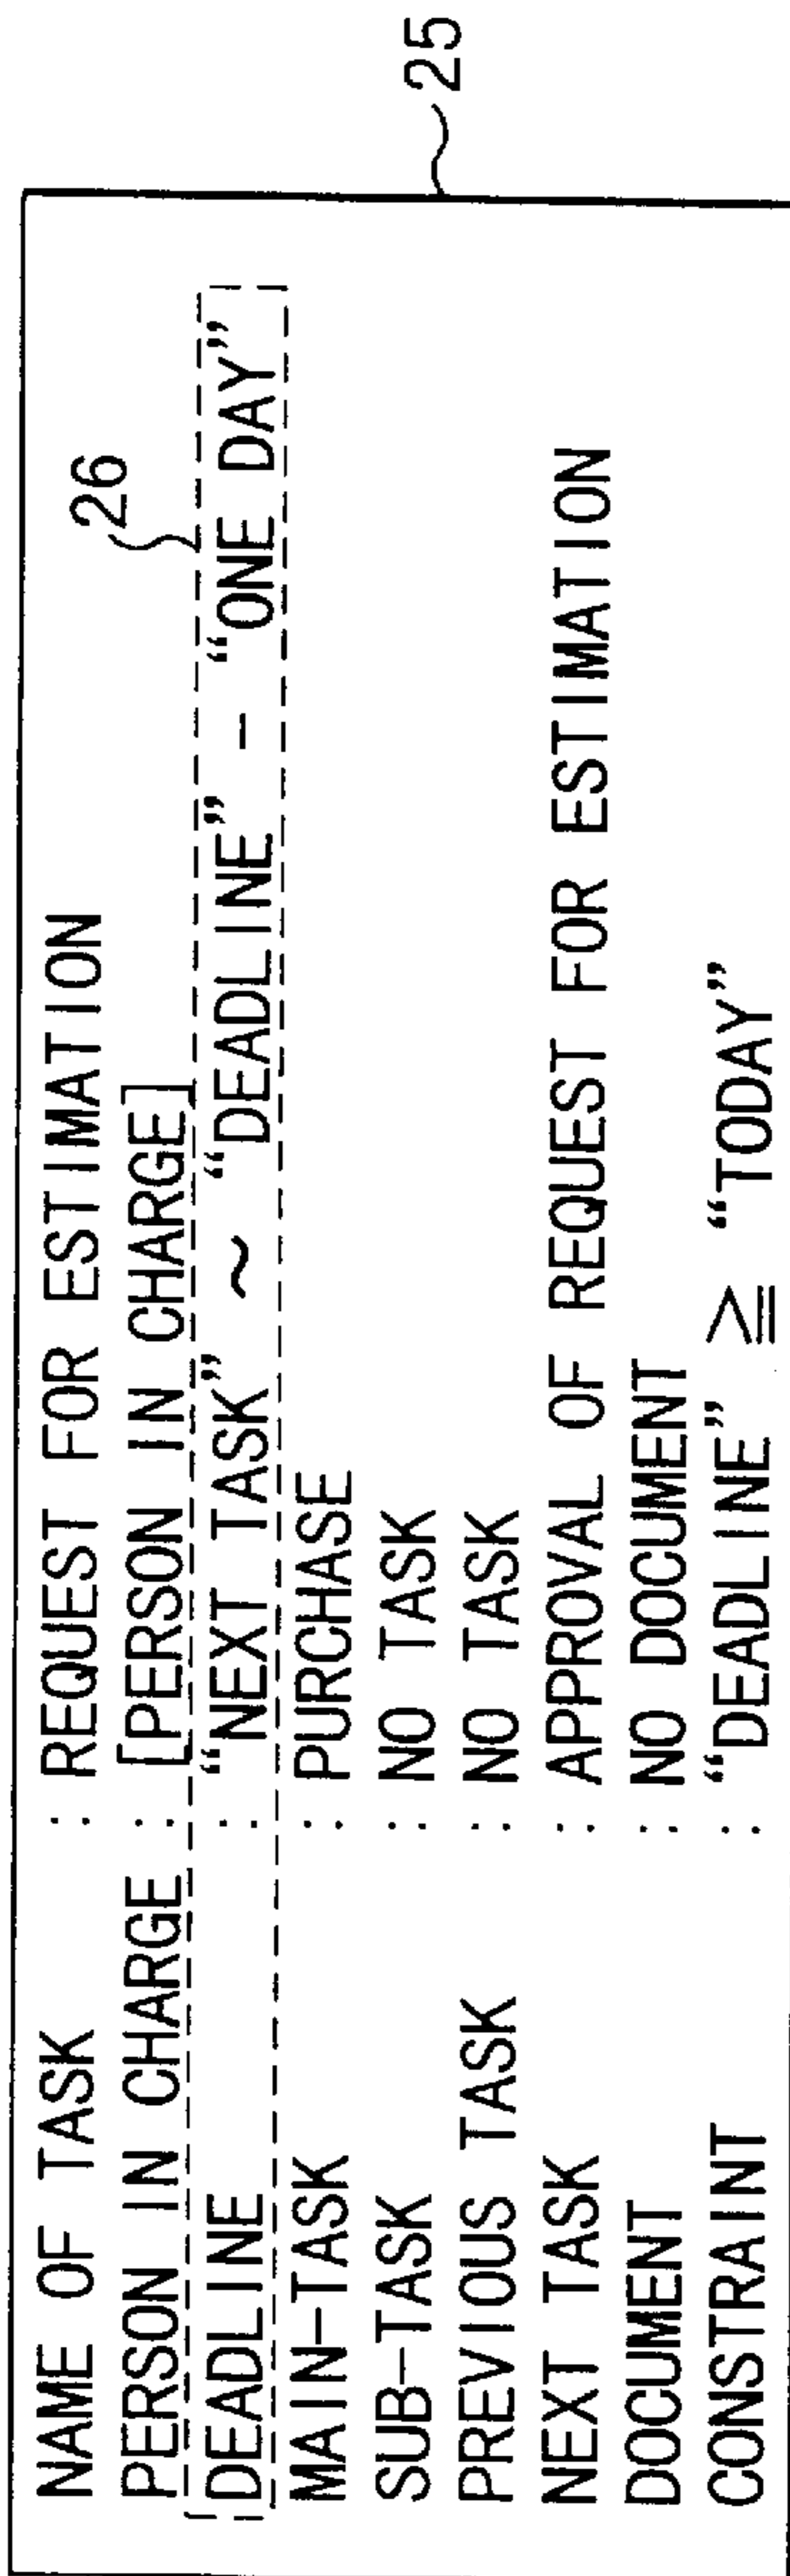 NAME OF TASK : REQUEST FOR ESTIMATION
PERSON IN CHARGE : [PERSON IN CHARGE]
26
DEADLINE : “NEXT TASK” ~ “DEADLINE” − “ONE DAY”
MAIN-TASK : PURCHASE
SUB-TASK : NO TASK
PREVIOUS TASK : NO TASK
NEXT TASK : APPROVAL OF REQUEST FOR ESTIMATION
DOCUMENT : NO DOCUMENT
CONSTRAINT : “DEADLINE” ≧ “TODAY”
25